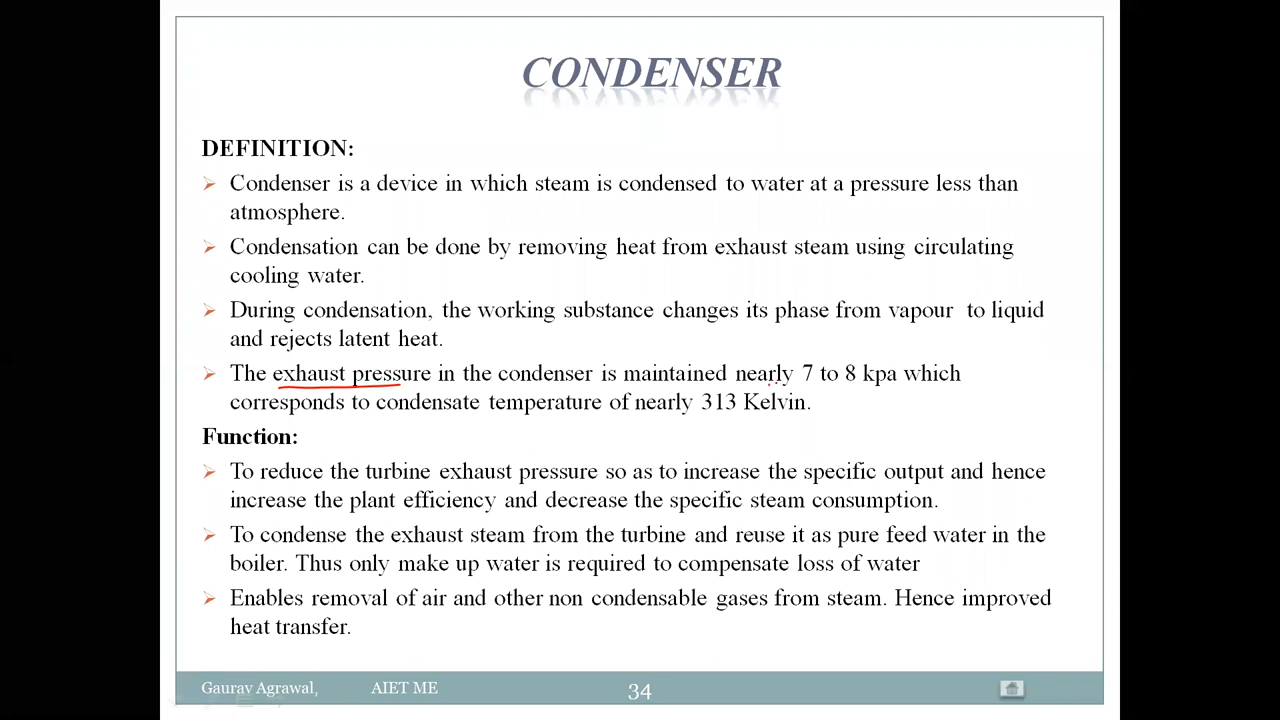 CONDENSER
DEFINITION:
Condenser is a device in which steam is condensed to water at a pressure less than
atmosphere.
Condensation can be done by removing heat from exhaust steam using circulating
cooling water.
During condensation, the working substance changes its phase from vapour to liquid
and rejects latent heat.
The exhaust pressure in the condenser is maintained nearly 7 to 8 kpa which
corresponds to condensate temperature of nearly 313 Kelvin.
Function:
To reduce the turbine exhaust pressure so as to increase the specific output and hence
increase the plant efficiency and decrease the specific steam consumption.
To condense the exhaust steam from the turbine and reuse it as pure feed water in the
boiler. Thus only make up water is required to compensate loss of water
Enables removal of air and other non condensable gases from steam. Hence improved
heat transfer.
Gaurav Agrawal, AIET ME 34